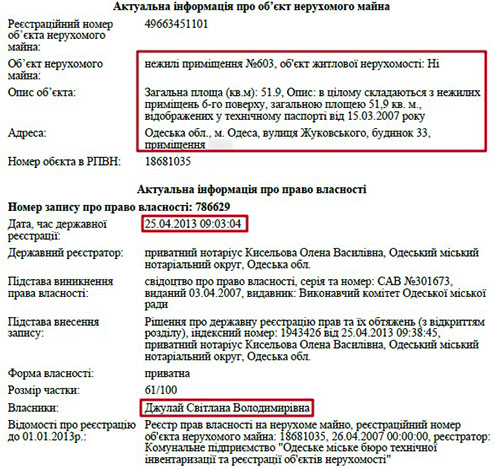 Актуальна інформація про об'єкт нерухомого майна
Реєстраційний номер 49663451101
об'єкта нерухомого
майна:
Об'єкт нерухомого нежилі приміщення №603, об'єкт житлової нерухомості: Ні
майна:
Опис об'єкта: Загальна площа (кв.м): 51.9, Опис: в цілому складаються з нежилих
приміщень 6-го поверху, загальною площею 51,9 кв. м.,
відображених у технічному паспорті від 15.03.2007 року
Адреса: Одеська обл., м. Одеса, вулиця Жуковського, будинок 33,
приміщення
Номер обєкта в РПВН: 18681035
Актуальна інформація про право власності
Номер запису про право власності: 786629
Дата, час державної 25.04.2013 09:03:04
реєстрації:
Державний реєстратор: приватний нотаріус Кисельова Олена Василівна, Одеський міський
нотаріальний округ, Одеська обл.
Підстава виникнення свідоцтво про право власності, серія та номер: САВ №301673,
права власності: виданий 03.04.2007, видавник: Виконавчий комітет Одеської міської
ради
Підстава внесення Рішення про державну реєстрацію прав та їх обтяжень (з відкриттям
запису: розділу), індексний номер: 1943426 від 25.04.2013 09:38:45,
приватний нотаріус Кисельова Олена Василівна, Одеський міський
нотаріальний округ, Одеська обл.
Форма власності: приватна
Розмір частки: 61/100
Власники: Джулай Світлана Володимирівна
Відомості про реєстрацію Реєстр прав власності на нерухоме майно, реєстраційний номер
до 01.01.2013р.: об'єкта нерухомого майна: 18681035, 26.04.2007 00:00:00, реєстратор:
Комунальне підприємство "Одеське міське бюро технічної
інвентаризації та реєстрації об'єктів нерухомості"